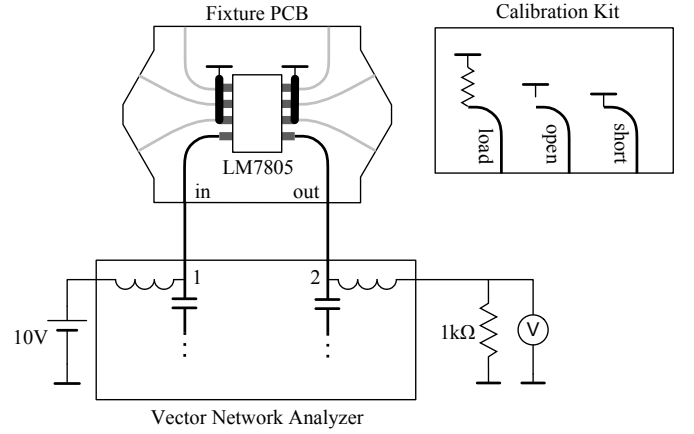 Fixture PCB
Calibration Kit
load
open
short
LM7805
in
out
1
2
10V
1kΩ
V
Vector Network Analyzer